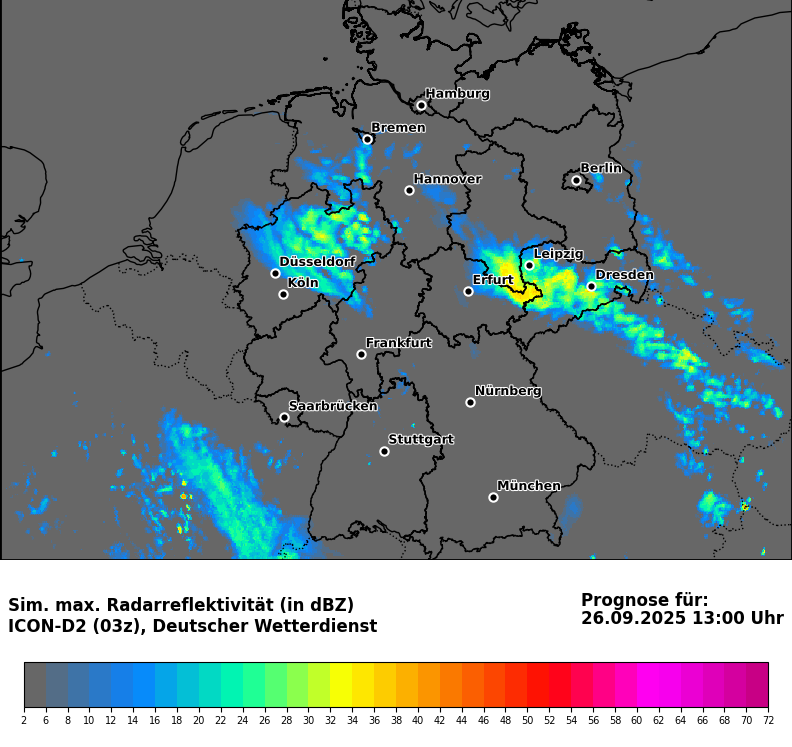 Hamburg
Bremen
Berlin
Hannover
Leipzig
Düsseldorf
Dresden
Erfurt
Köln
Frankfurt
Nürnberg
Saarbrücken
Stuttgart
München
Sim. max. Radarreflektivität (in dBZ)
ICON-D2 (03z), Deutscher Wetterdienst
Prognose für:
26.09.2025 13:00 Uhr
2 6 8 10 12 14 16 18 20 22 24 26 28 30 32 34 36 38 40 42 44 46 48 50 52 54 56 58 60 62 64 66 68 70 72